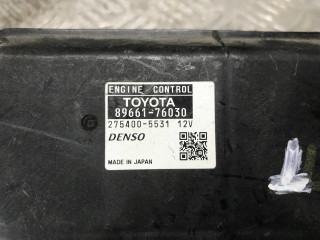 ENGINE CONTROL
TOYOTA
89661-76030
275400-5531 12V
DENSO
MADE IN JAPAN